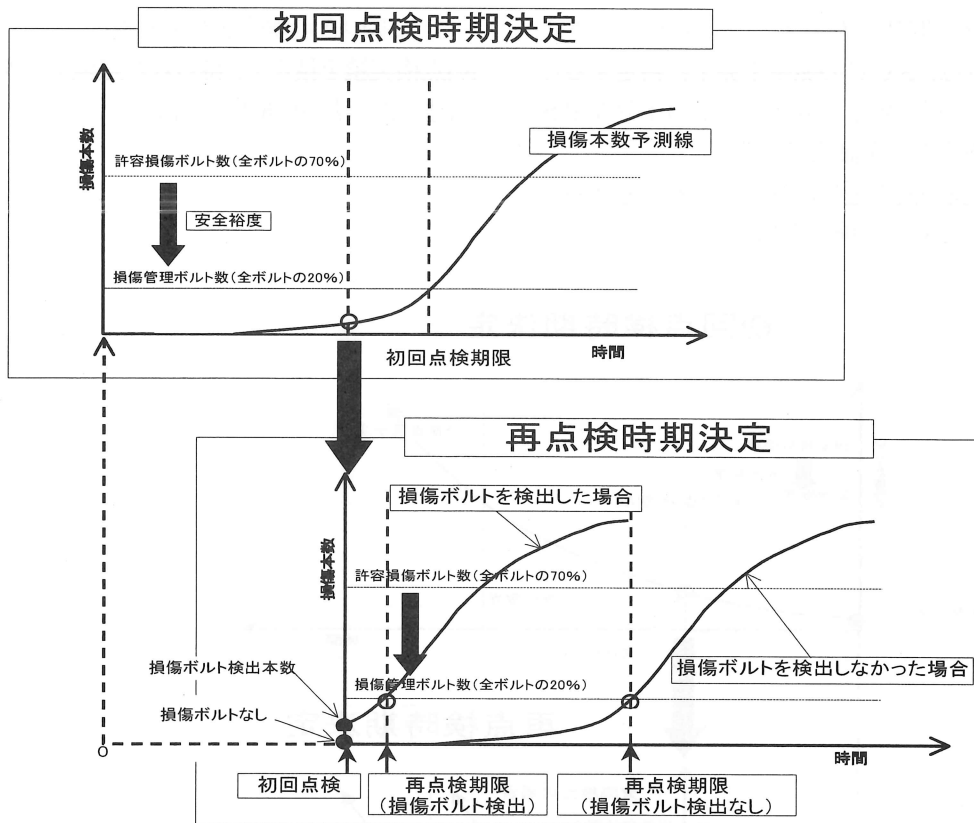 初回点検時期決定
損傷本数
損傷本数予測線
許容損傷ボルト数(全ボルトの70%)
安全裕度
損傷管理ボルト数(全ボルトの20%)
初回点検期限
時間
再点検時期決定
損傷ボルトを検出した場合
損傷本数
許容損傷ボルト数(全ボルトの70%)
損傷ボルト検出本数
損傷管理ボルト数(全ボルトの20%)
損傷ボルトを検出しなかった場合
損傷ボルトなし
O
時間
初回点検
再点検期限
(損傷ボルト検出)
再点検期限
(損傷ボルト検出なし)